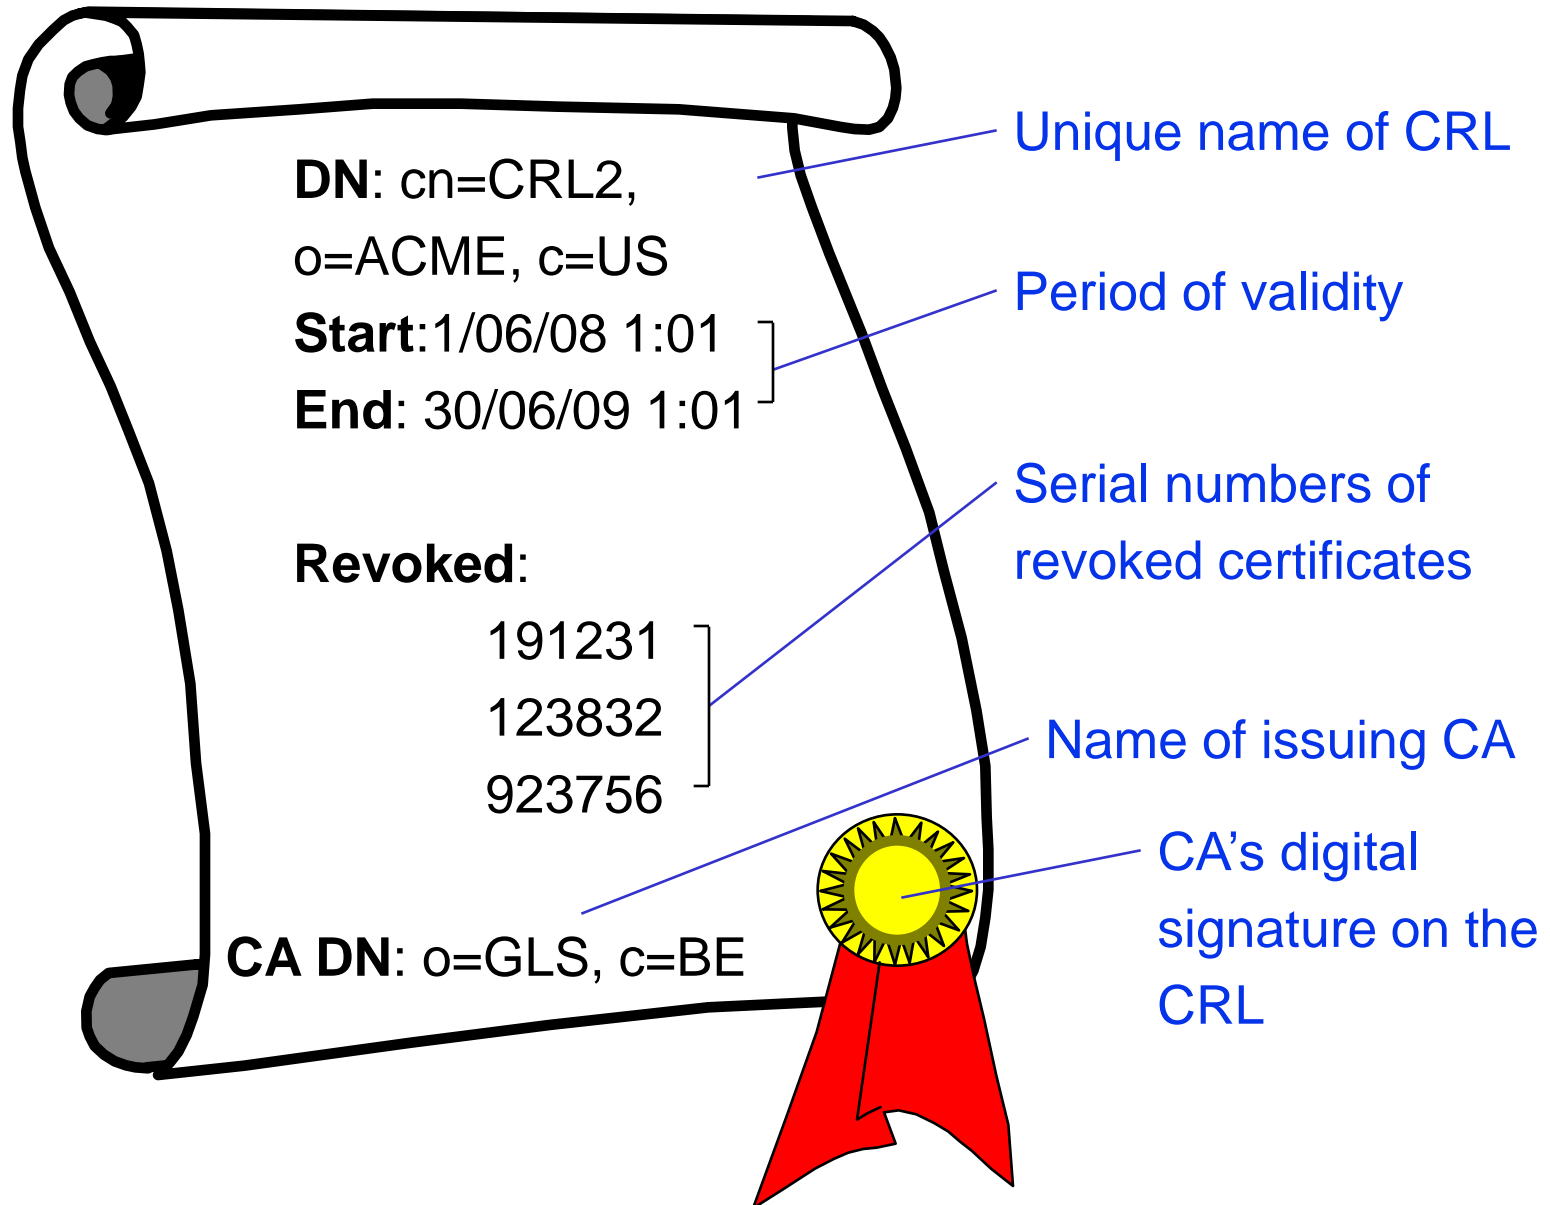 DN: cn=CRL2,
o=ACME, c=US
Start:1/06/08 1:01
End: 30/06/09 1:01
Revoked:
191231
123832
923756
CA DN: o=GLS, c=BE
Unique name of CRL
Period of validity
Serial numbers of
revoked certificates
Name of issuing CA
CA’s digital
signature on the
CRL